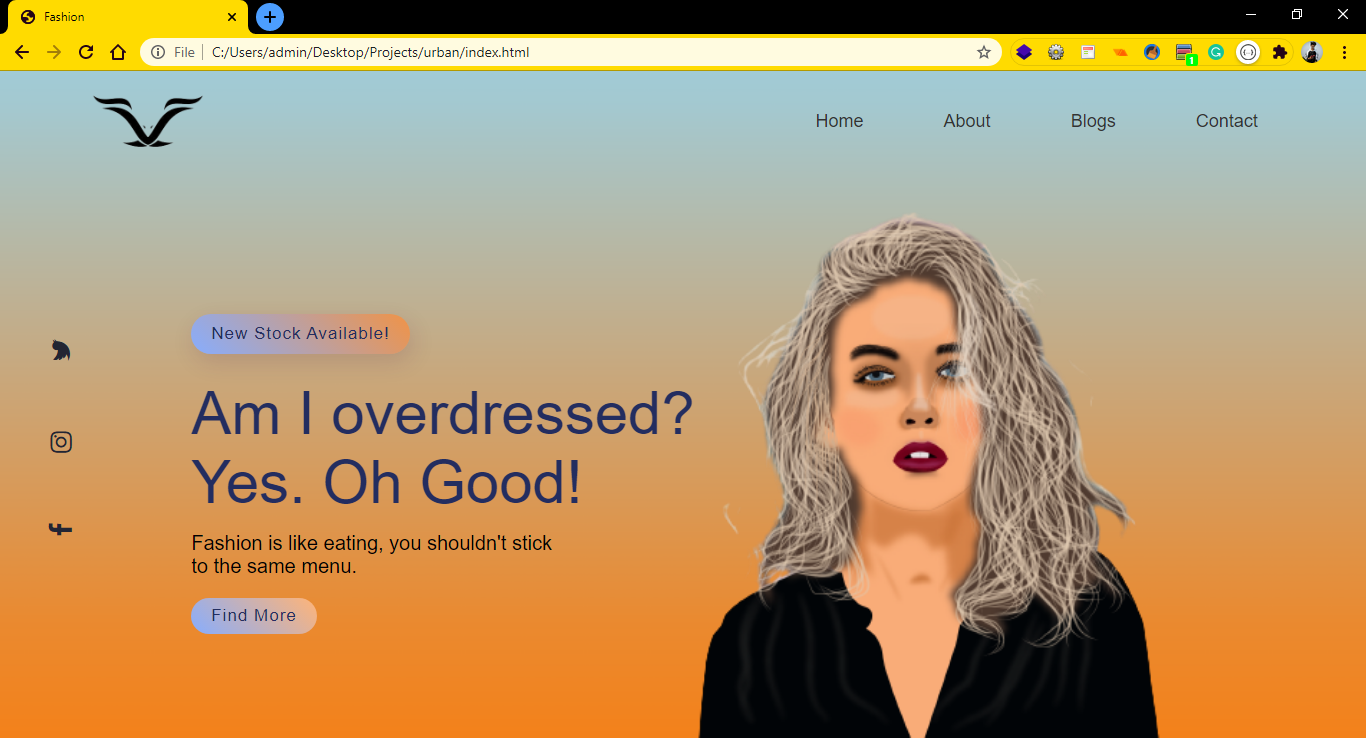 Fashion
File
C:/Users/admin/Desktop/Projects/urban/index.html
1
Home
About
Blogs
Contact
New Stock Available!
Am I overdressed?
Yes. Oh Good!
Fashion is like eating, you shouldn't stick
to the same menu.
Find More